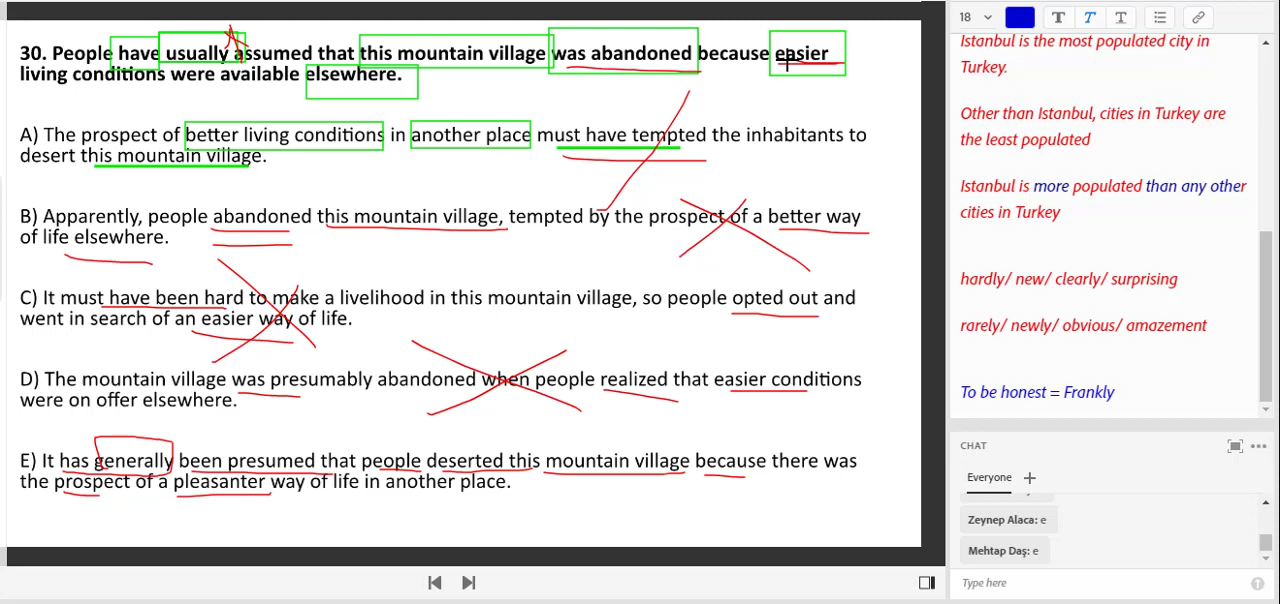 30. People have usually assumed that this mountain village was abandoned because easier
living conditions were available elsewhere.
A) The prospect of better living conditions in another place must have tempted the inhabitants to
desert this mountain village.
B) Apparently, people abandoned this mountain village, tempted by the prospect of a better way
of life elsewhere.
C) It must have been hard to make a livelihood in this mountain village, so people opted out and
went in search of an easier way of life.
D) The mountain village was presumably abandoned when people realized that easier conditions
were on offer elsewhere.
E) It has generally been presumed that people deserted this mountain village because there was
the prospect of a pleasanter way of life in another place.
18
T T T
Istanbul is the most populated city in
Turkey.
Other than Istanbul, cities in Turkey are
the least populated
Istanbul is more populated than any other
cities in Turkey
hardly/ new/ clearly/ surprising
rarely/ newly/ obvious/ amazement
To be honest = Frankly
CHAT
Everyone
Zeynep Alaca: e
Mehtap Daş: e
Type here